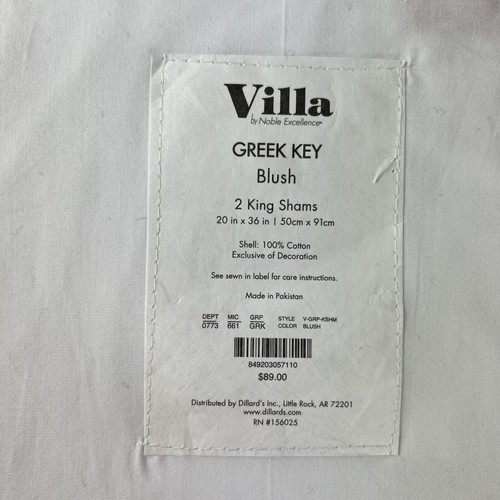 Villa
by Noble Excellence®
GREEK KEY
Blush
2 King Shams
20 in x 36 in | 50cm x 91cm
Shell: 100% Cotton
Exclusive of Decoration
See sewn in label for care instructions.
Made in Pakistan
DEPT MIC GRP STYLE V-GRP-KSHM
0773 661 GRK COLOR BLUSH
849203057110
$89.00
Distributed by Dillard's Inc., Little Rock, AR 72201
www.dillards.com
RN #156025